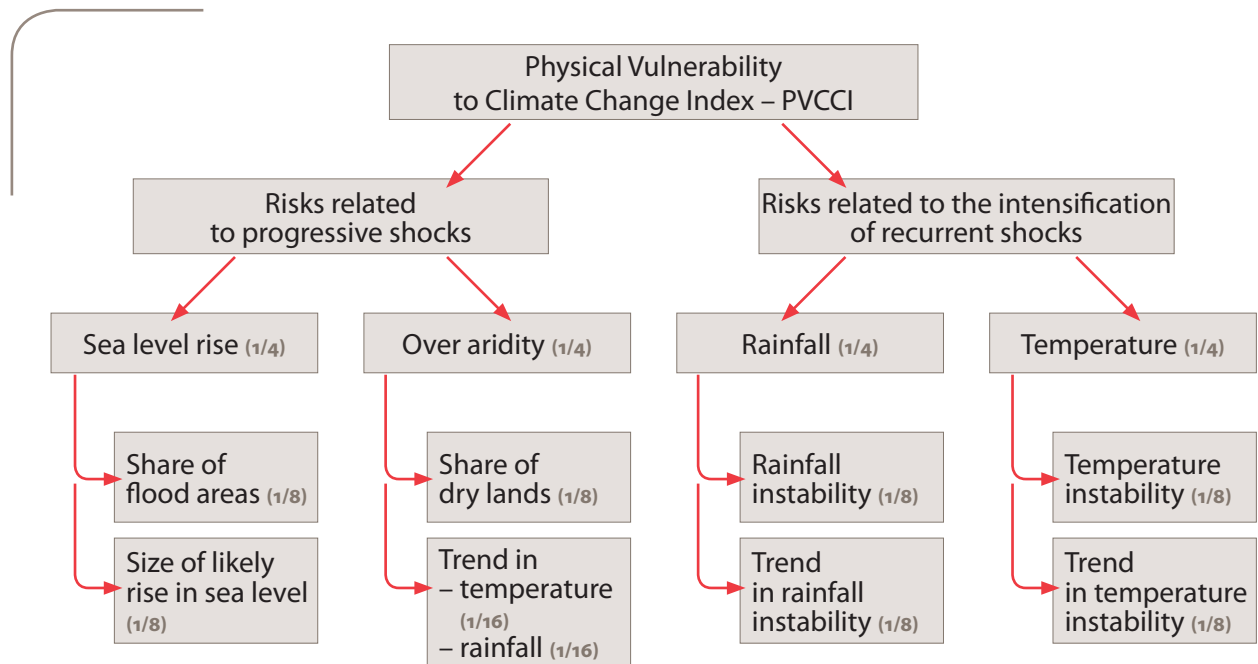 Physical Vulnerability
to Climate Change Index – PVCCI
Risks related
to progressive shocks
Risks related to the intensification
of recurrent shocks
Sea level rise (1/4)
Over aridity (1/4)
Rainfall (1/4)
Temperature (1/4)
Share of
flood areas (1/8)
Share of
dry lands (1/8)
Rainfall
instability (1/8)
Temperature
instability (1/8)
Size of likely
rise in sea level
(1/8)
Trend in
– temperature
(1/16)
– rainfall (1/16)
Trend
in rainfall
instability (1/8)
Trend
in temperature
instability (1/8)